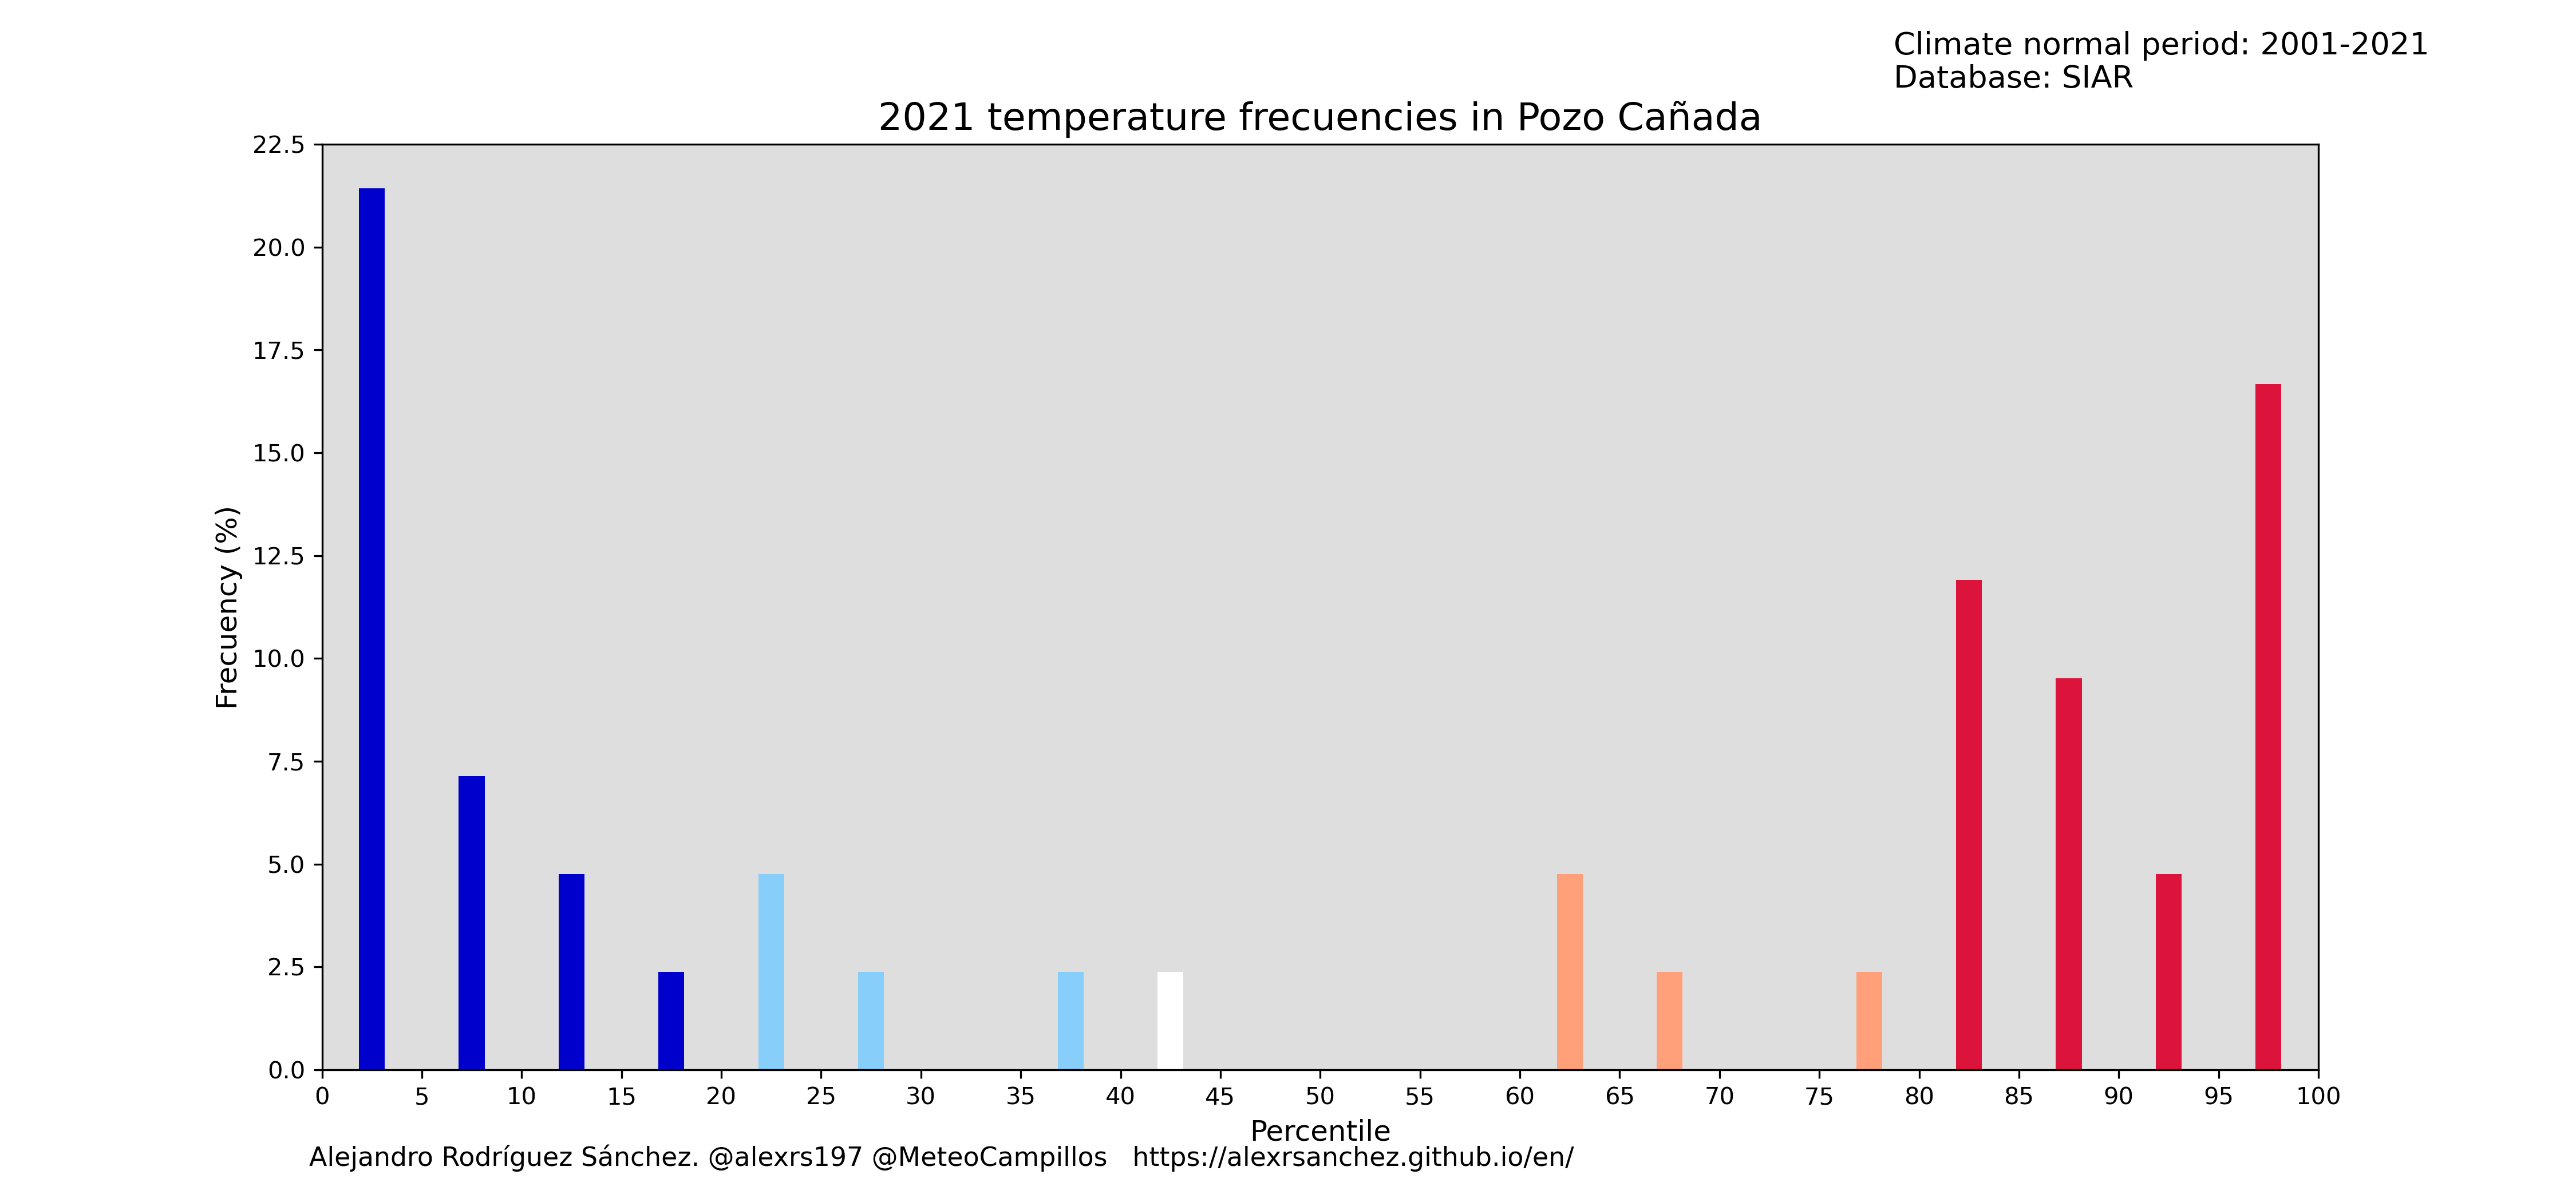 Climate normal period: 2001-2021
Database: SIAR
2021 temperature frecuencies in Pozo Cañada
22.5
20.0
17.5
15.0
12.5
10.0
7.5
5.0
2.5
0.0
Frecuency (%)
0 5 10 15 20 25 30 35 40 45 50 55 60 65 70 75 80 85 90 95 100
Percentile
Alejandro Rodríguez Sánchez. @alexrs197 @MeteoCampillos https://alexrsanchez.github.io/en/